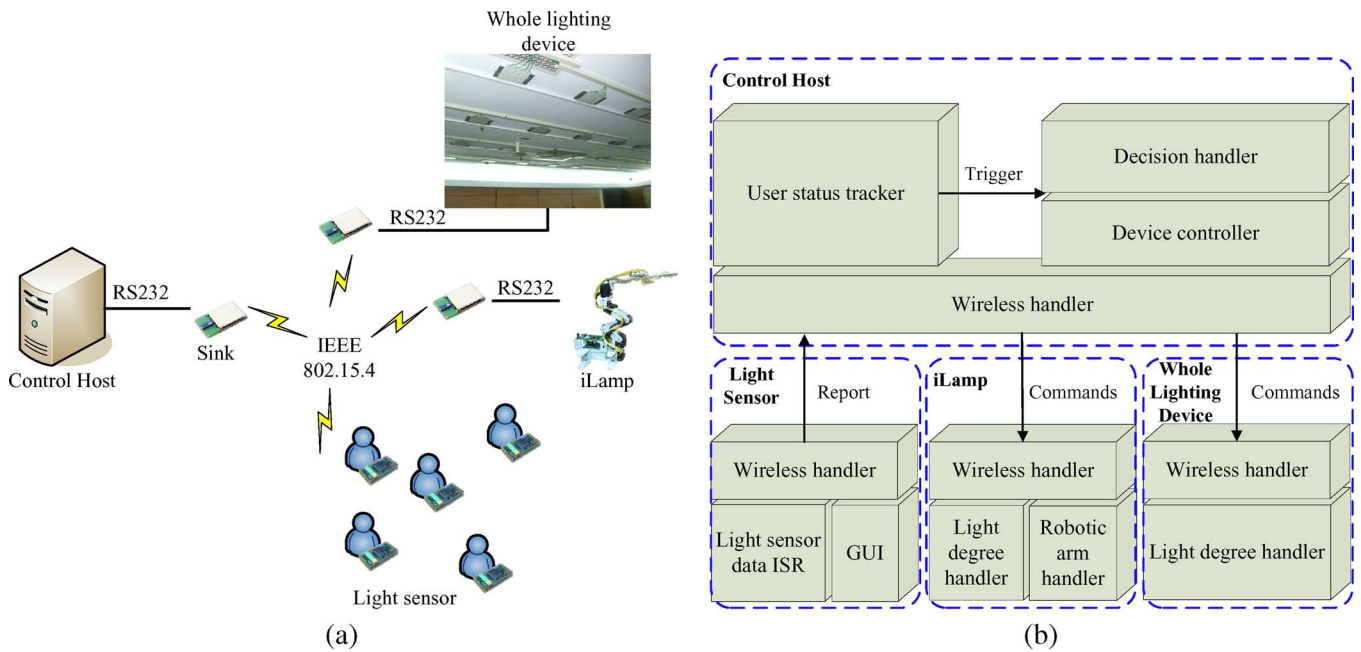 Whole lighting
device
RS232
RS232
RS232
Sink
IEEE
802.15.4
Control Host
iLamp
Light sensor
(a)
Control Host
User status tracker
Trigger
Decision handler
Device controller
Wireless handler
Light
Sensor
Report
Wireless handler
Light sensor
data ISR
GUI
iLamp
Commands
Wireless handler
Light
degree
handler
Robotic
arm
handler
Whole
Lighting
Device
Commands
Wireless handler
Light degree handler
(b)